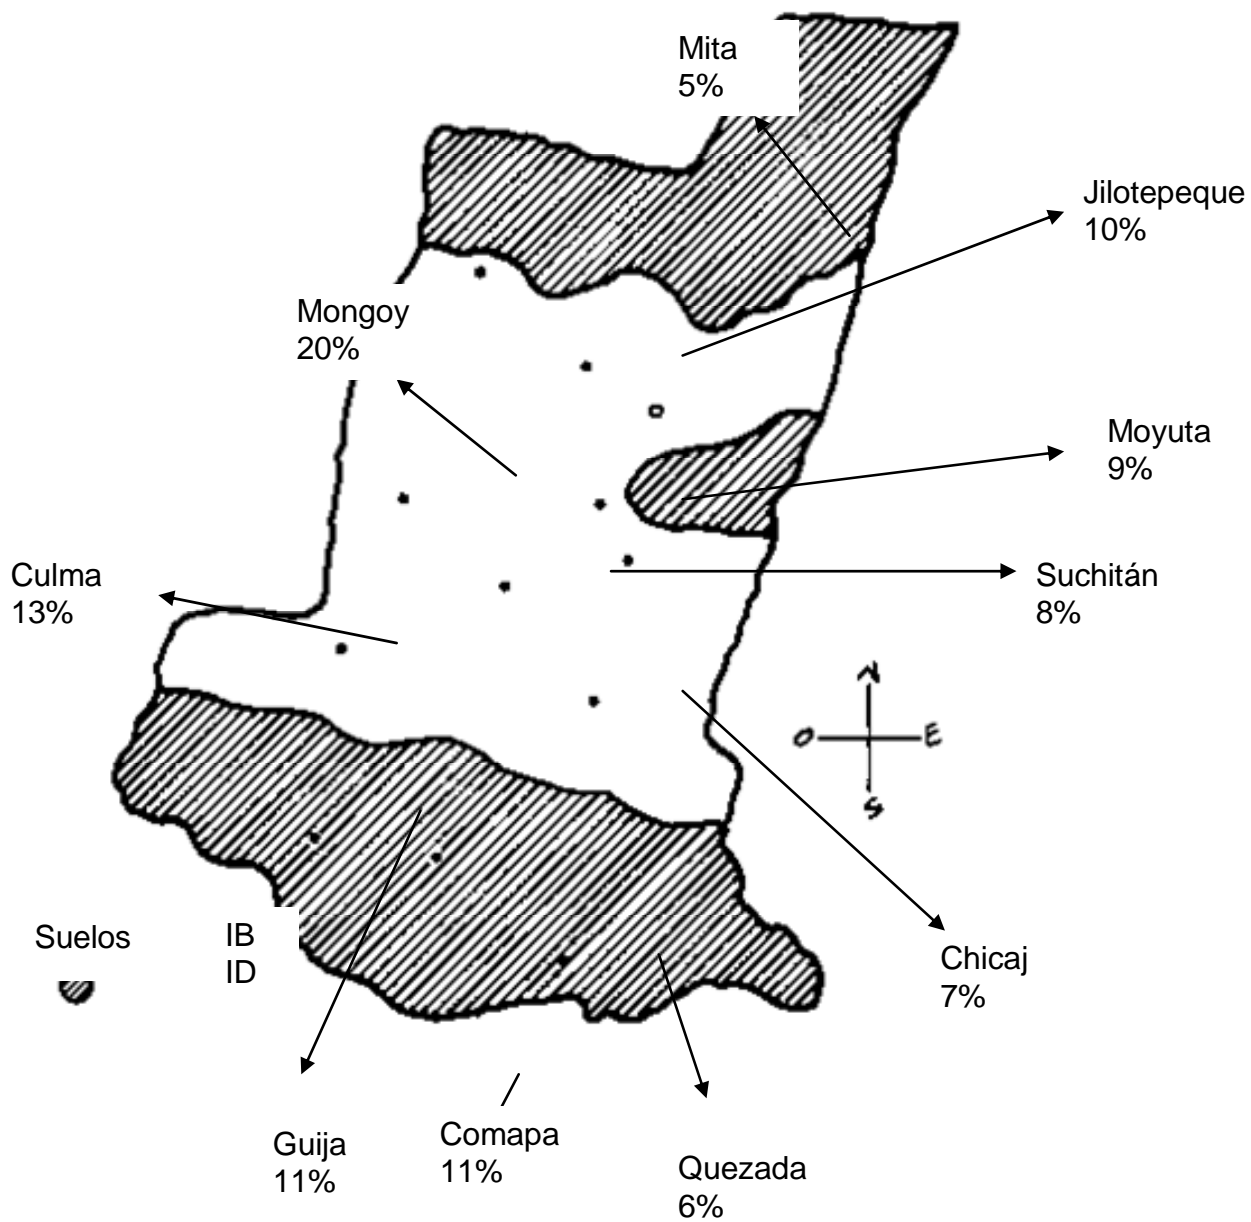 Mita
5%
Jilotepeque
10%
Mongoy
20%
Moyuta
9%
Culma
13%
Suchitán
8%
N
O E
S
Suelos
IB
ID
Chicaj
7%
Guija
11%
Comapa
11%
Quezada
6%